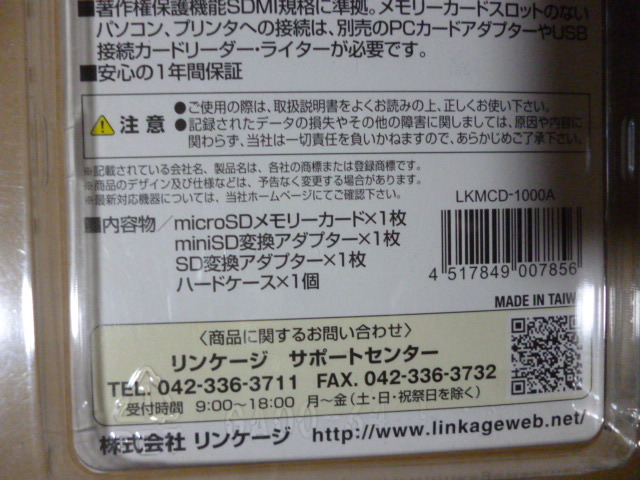 ■著作権保護機能SDMI規格に準拠。メモリーカードスロットのない
パソコン、プリンタへの接続は、別売のPCカードアダプターやUSB
接続カードリーダー・ライターが必要です。
■安心の1年間保証
注意
●ご使用の際は、取扱説明書をよくお読みの上、正しくお使い下さい。
●記録されたデータの損失やその他の障害に関しましては、原因や内容に
関わらず、当社は一切責任を負いかねますので、あらかじめご了承下さい。
※記載されている会社名、製品名は、各社の商標または登録商標です。
※商品のデザイン及び仕様などは、予告なく変更する場合があります。
※最新対応機器については、当社ホームページにてご確認下さい。
LKMCD-1000A
■内容物/microSDメモリーカード×1枚
miniSD変換アダプター×1枚
SD変換アダプター×1枚
ハードケース×1個
4 517849 007856
MADE IN TAIW
〈商品に関するお問い合わせ〉
リンケージ サポートセンター
TEL. 042-336-3711 FAX. 042-336-3732
受付時間 9:00〜18:00 月〜金(土・日・祝祭日を除く)
株式会社 リンケージ http://www.linkageweb.net/